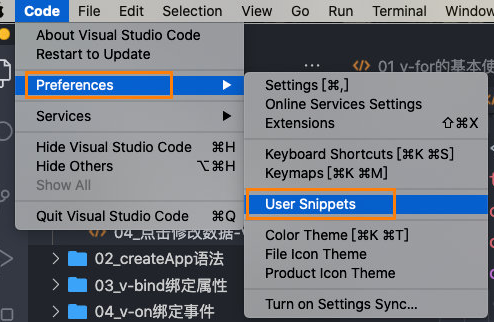 Code File Edit Selection View Go Run Terminal Window
About Visual Studio Code
Restart to Update
Preferences
Services
Hide Visual Studio Code ⌘H
Hide Others ⌥⌘H
Show All
Quit Visual Studio Code ⌘Q
... 01 v-for的基本使
Settings [⌘,]
Online Services Settings
Extensions ⇧⌘X
Keyboard Shortcuts [⌘K ⌘S]
Keymaps [⌘K ⌘M]
User Snippets
Color Theme [⌘K ⌘T]
File Icon Theme
Product Icon Theme
Turn on Settings Sync...
04_点击修改数据-
02_createApp语法
03_v-bind绑定属性
04_v-on绑定事件